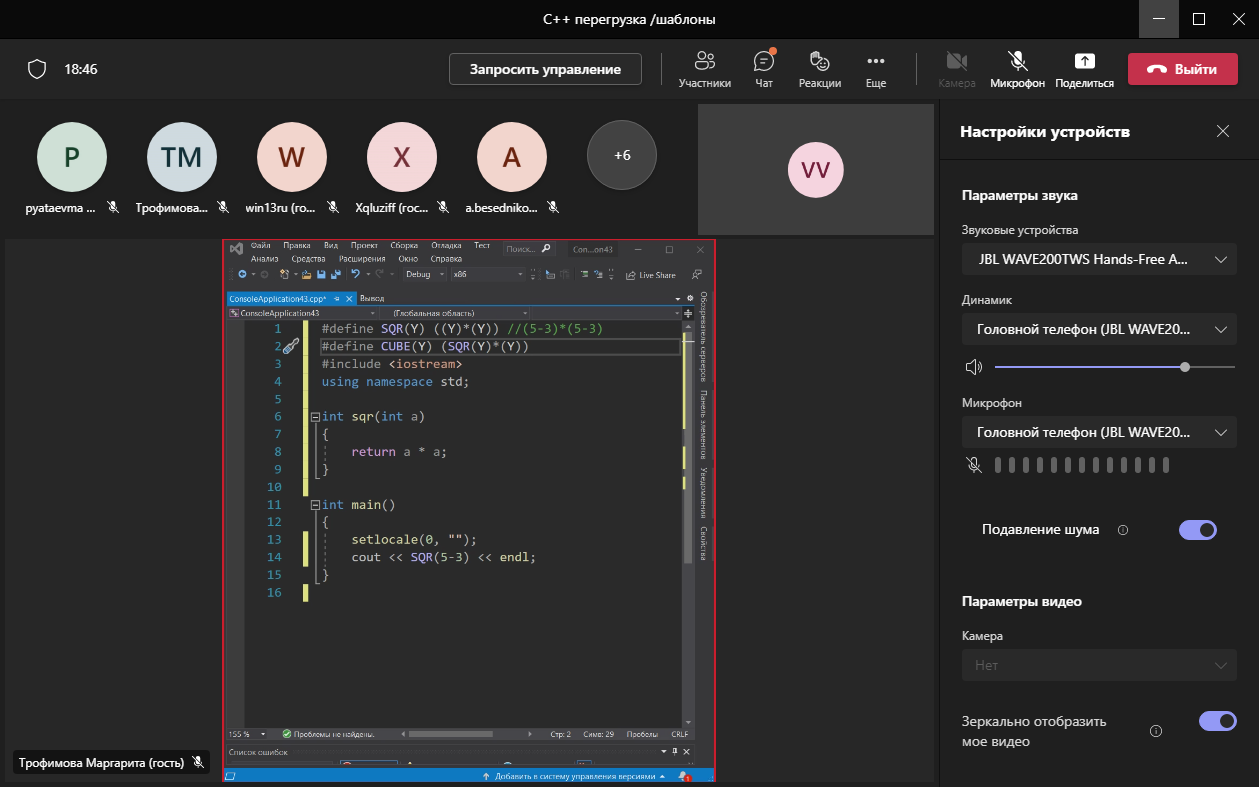 C++ перегрузка /шаблоны
18:46
Запросить управление
Участники
Чат
Реакции
Еще
Камера
Микрофон
Поделиться
Выйти
P
TM
W
X
A
+6
VV
pyataevma ...
Трофимова...
win13ru (го...
Xqluziff (гос...
a.besedniko...
Файл Правка Вид Проект Сборка Отладка Тест Поиск...
Con...on43
Анализ Средства Расширения Окно Справка
Debug x86 Live Share
ConsoleApplication43.cpp* Вывод
ConsoleApplication43 (Глобальная область)
1 #define SQR(Y) ((Y)*(Y)) //(5-3)*(5-3)
2 #define CUBE(Y) (SQR(Y)*(Y))
3 #include <iostream>
4 using namespace std;
5
6 int sqr(int a)
7 {
8 return a * a;
9 }
10
11 int main()
12 {
13 setlocale(0, "");
14 cout << SQR(5-3) << endl;
15 }
16
Обозреватель серверов
Панель элементов
Уведомления
Свойства
155 % Проблемы не найдены. Стр: 2 Симв: 29 Пробелы CRLF
Список ошибок
Добавить в систему управления версиями 1
Трофимова Маргарита (гость)
Настройки устройств
Параметры звука
Звуковые устройства
JBL WAVE200TWS Hands-Free A...
Динамик
Головной телефон (JBL WAVE20...
Микрофон
Головной телефон (JBL WAVE20...
Подавление шума
Параметры видео
Камера
Нет
Зеркально отобразить
мое видео